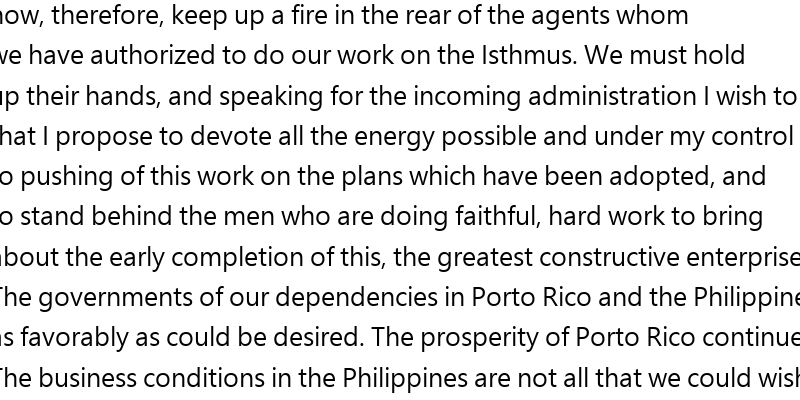 now, therefore, keep up a fire in the rear of the agents whom
we have authorized to do our work on the Isthmus. We must hold
up their hands, and speaking for the incoming administration I wish to
that I propose to devote all the energy possible and under my control
to pushing of this work on the plans which have been adopted, and
to stand behind the men who are doing faithful, hard work to bring
about the early completion of this, the greatest constructive enterprise
The governments of our dependencies in Porto Rico and the Philippine
as favorably as could be desired. The prosperity of Porto Rico continue
The business conditions in the Philippines are not all that we could wish